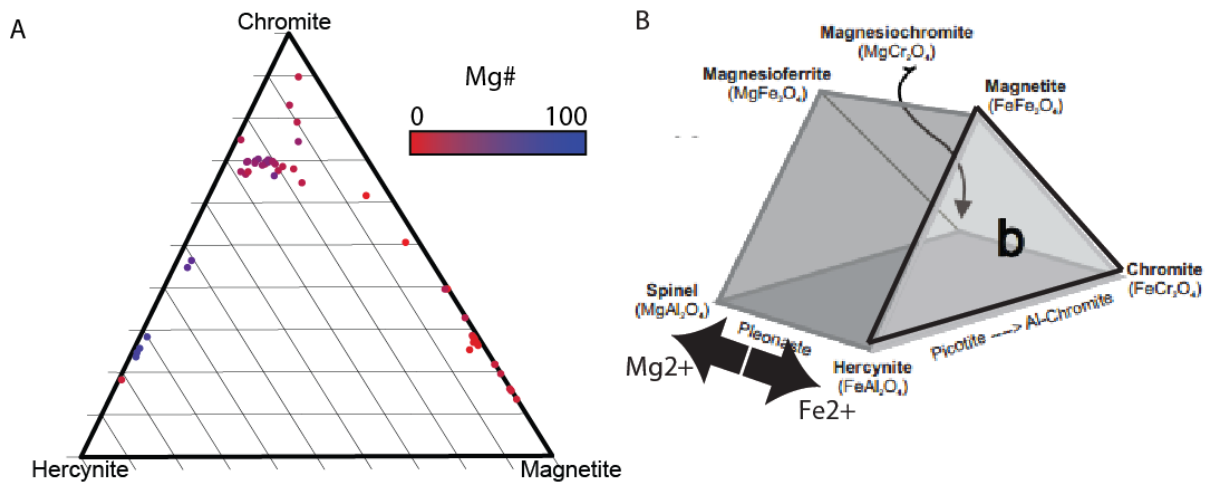 A
Chromite
Mg#
0 100
Hercynite
Magnetite
B
Magnesiochromite
(MgCr₂O₄)
Magnesioferrite
(MgFe₂O₄)
Magnetite
(FeFe₂O₄)
b
Spinel
(MgAl₂O₄)
Chromite
(FeCr₂O₄)
Pleonaste
Picotite ----> Al-Chromite
Hercynite
(FeAl₂O₄)
Mg2+
Fe2+